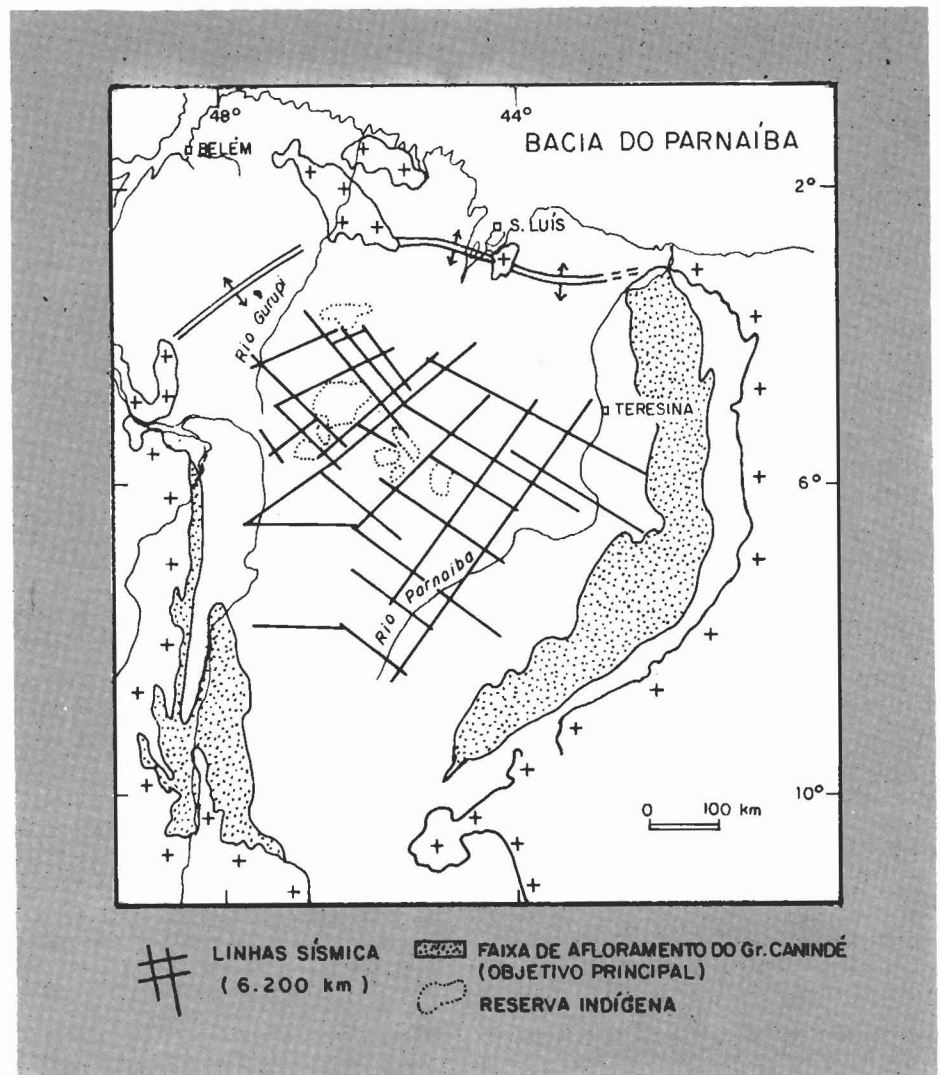 48°
44°
BACIA DO PARNAÍBA
BELÉM
2°
S. LUÍS
Rio Gurupi
TERESINA
6°
Rio Parnaiba
10°
0 100 km
LINHAS SÍSMICA
(6.200 km)
FAIXA DE AFLORAMENTO DO Gr. CANINDÉ
(OBJETIVO PRINCIPAL)
RESERVA INDÍGENA